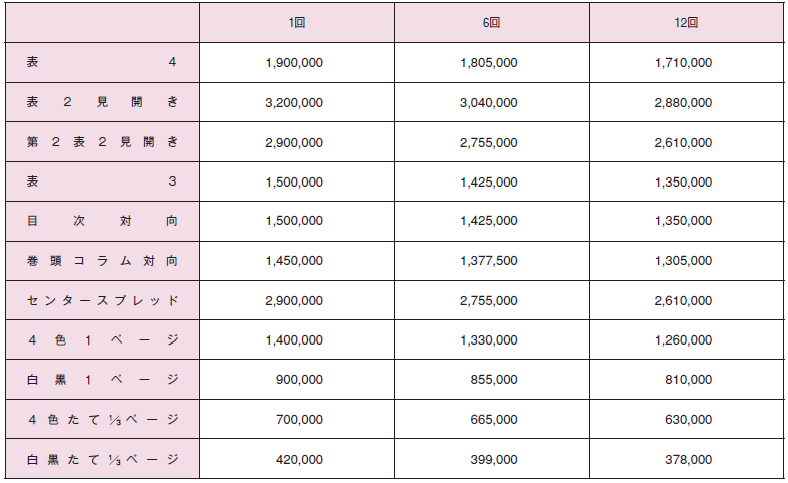 1回 6回 12回
表4 1,900,000 1,805,000 1,710,000
表2見開き 3,200,000 3,040,000 2,880,000
第2表2見開き 2,900,000 2,755,000 2,610,000
表3 1,500,000 1,425,000 1,350,000
目次対向 1,500,000 1,425,000 1,350,000
巻頭コラム対向 1,450,000 1,377,500 1,305,000
センタースプレッド 2,900,000 2,755,000 2,610,000
4色1ページ 1,400,000 1,330,000 1,260,000
白黒1ページ 900,000 855,000 810,000
4色たて⅓ページ 700,000 665,000 630,000
白黒たて⅓ページ 420,000 399,000 378,000